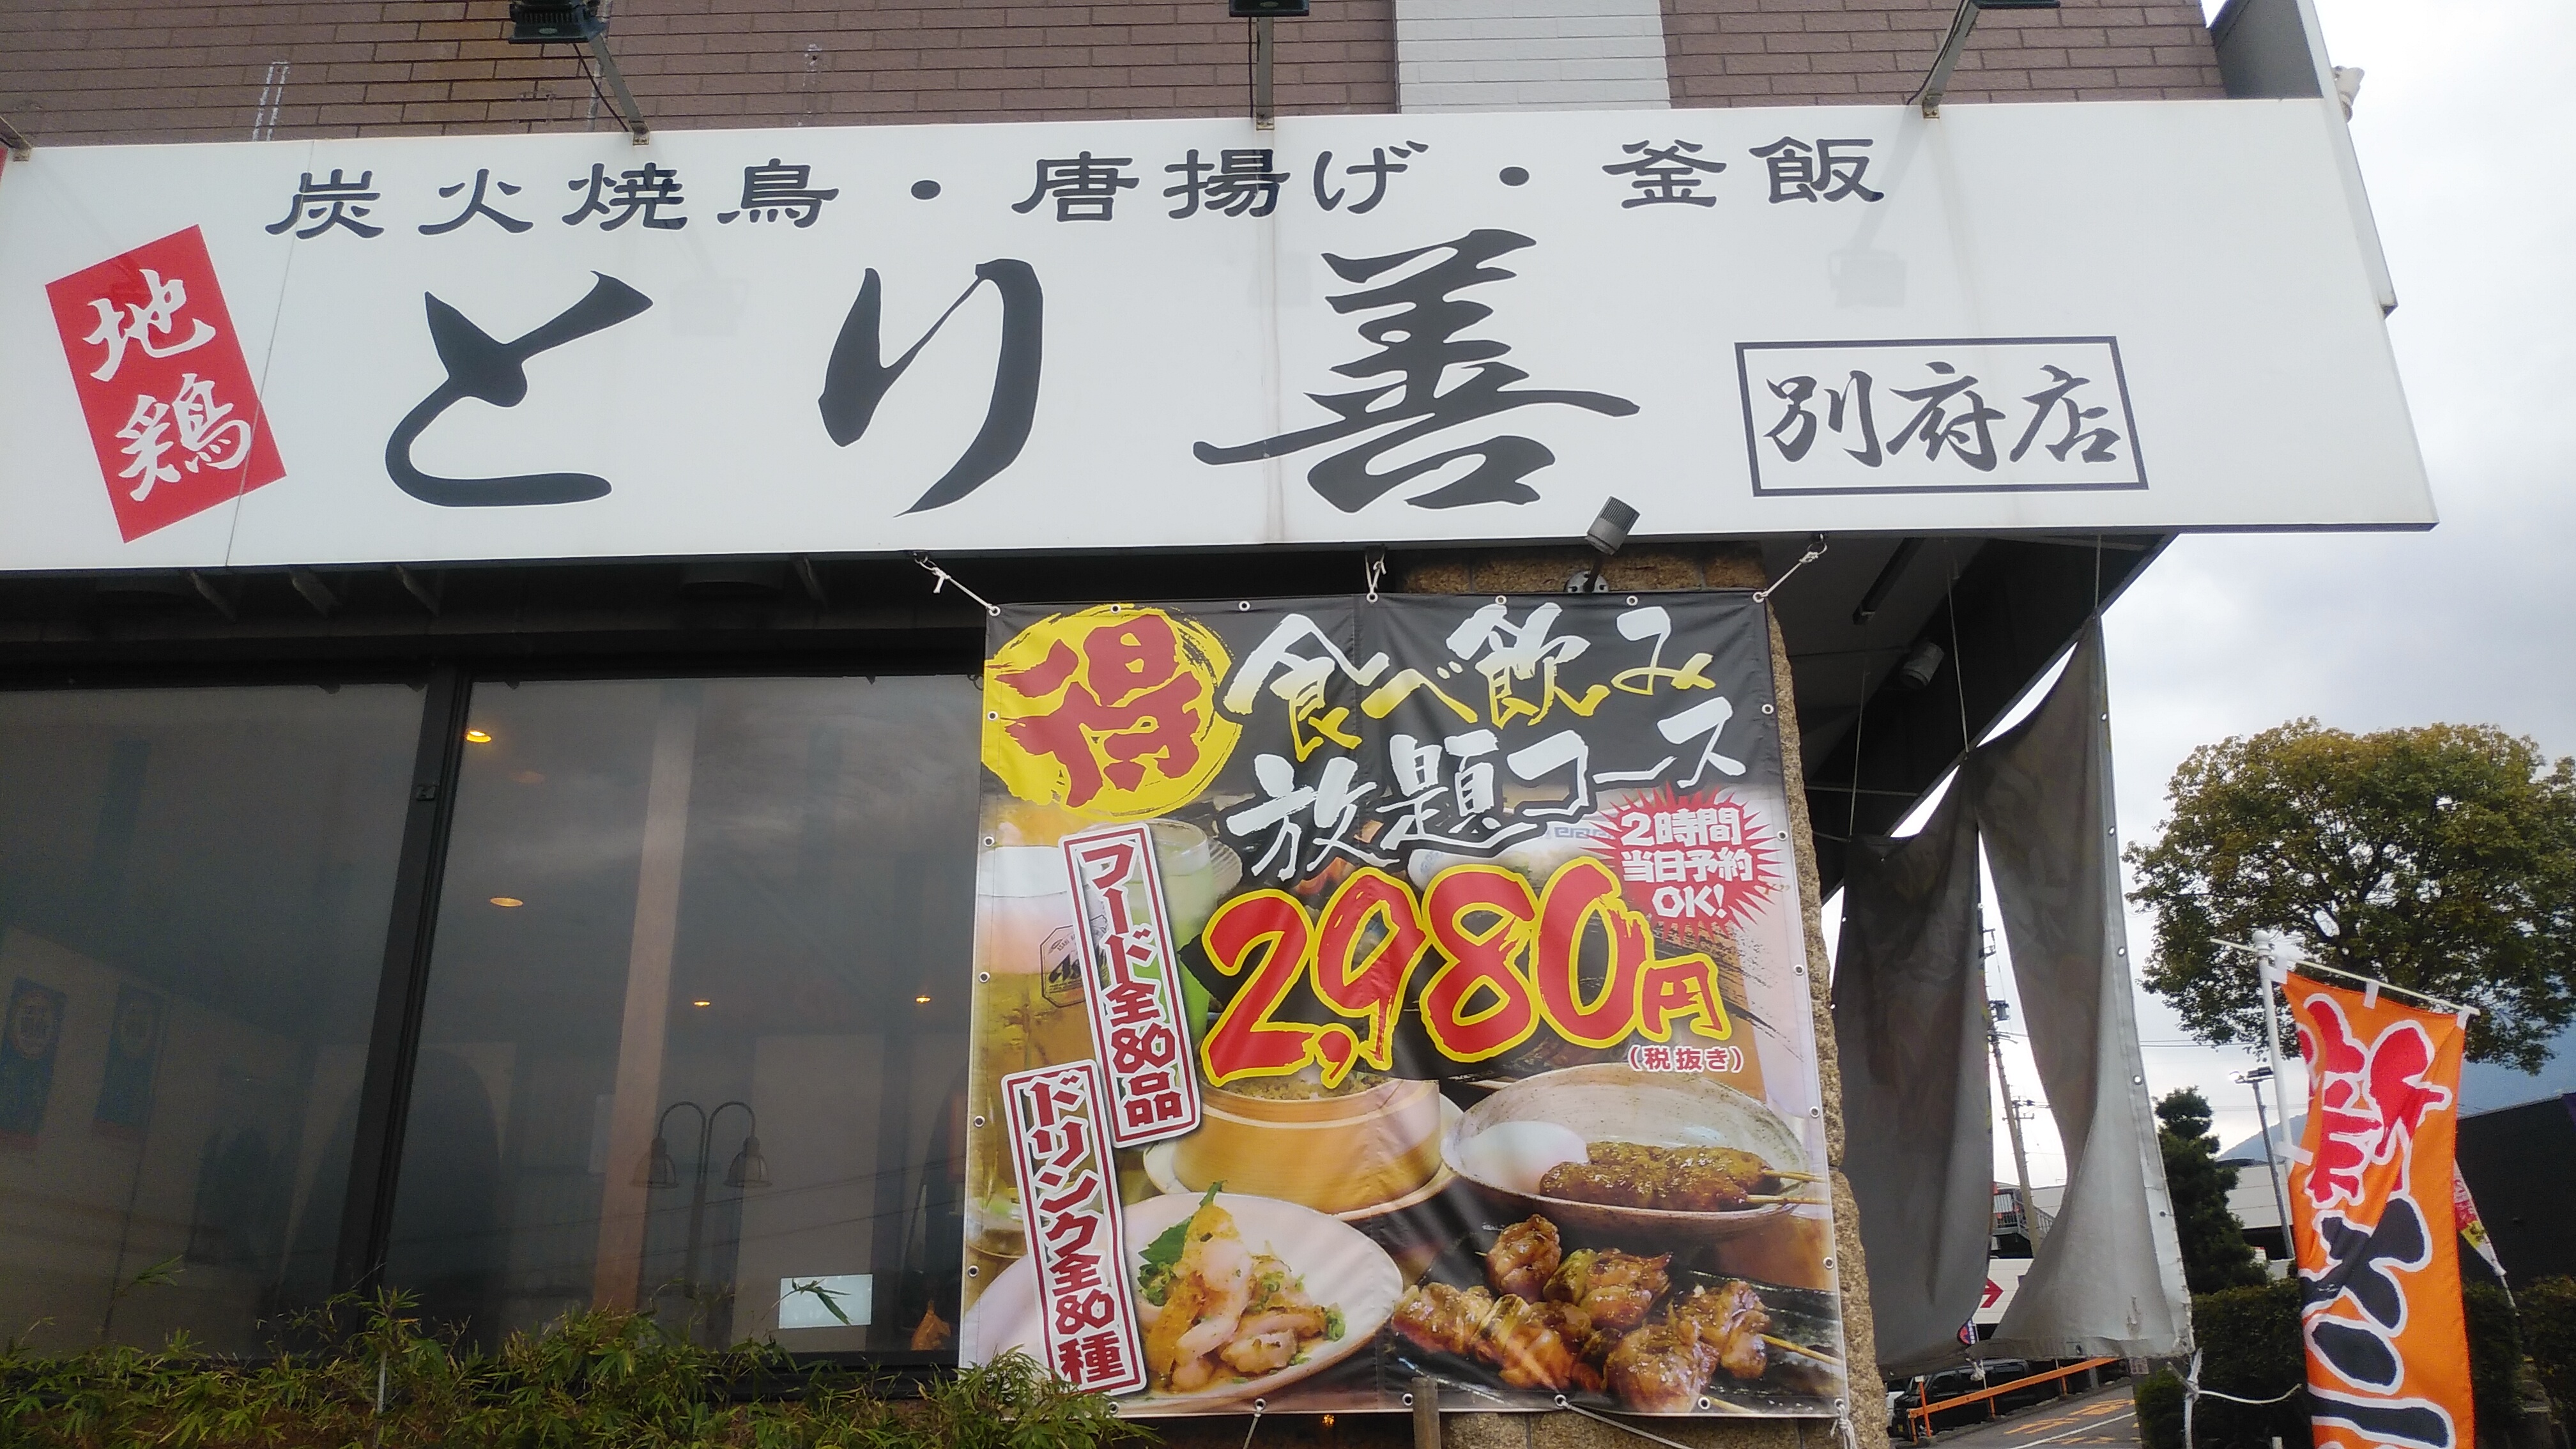 炭火焼鳥・唐揚げ・釜飯
地鶏
とり善
別府店
得
食べ飲み
放題コース
2時間
当日予約
OK!
2,980円
(税抜き)
フード全80品
ドリンク全80種